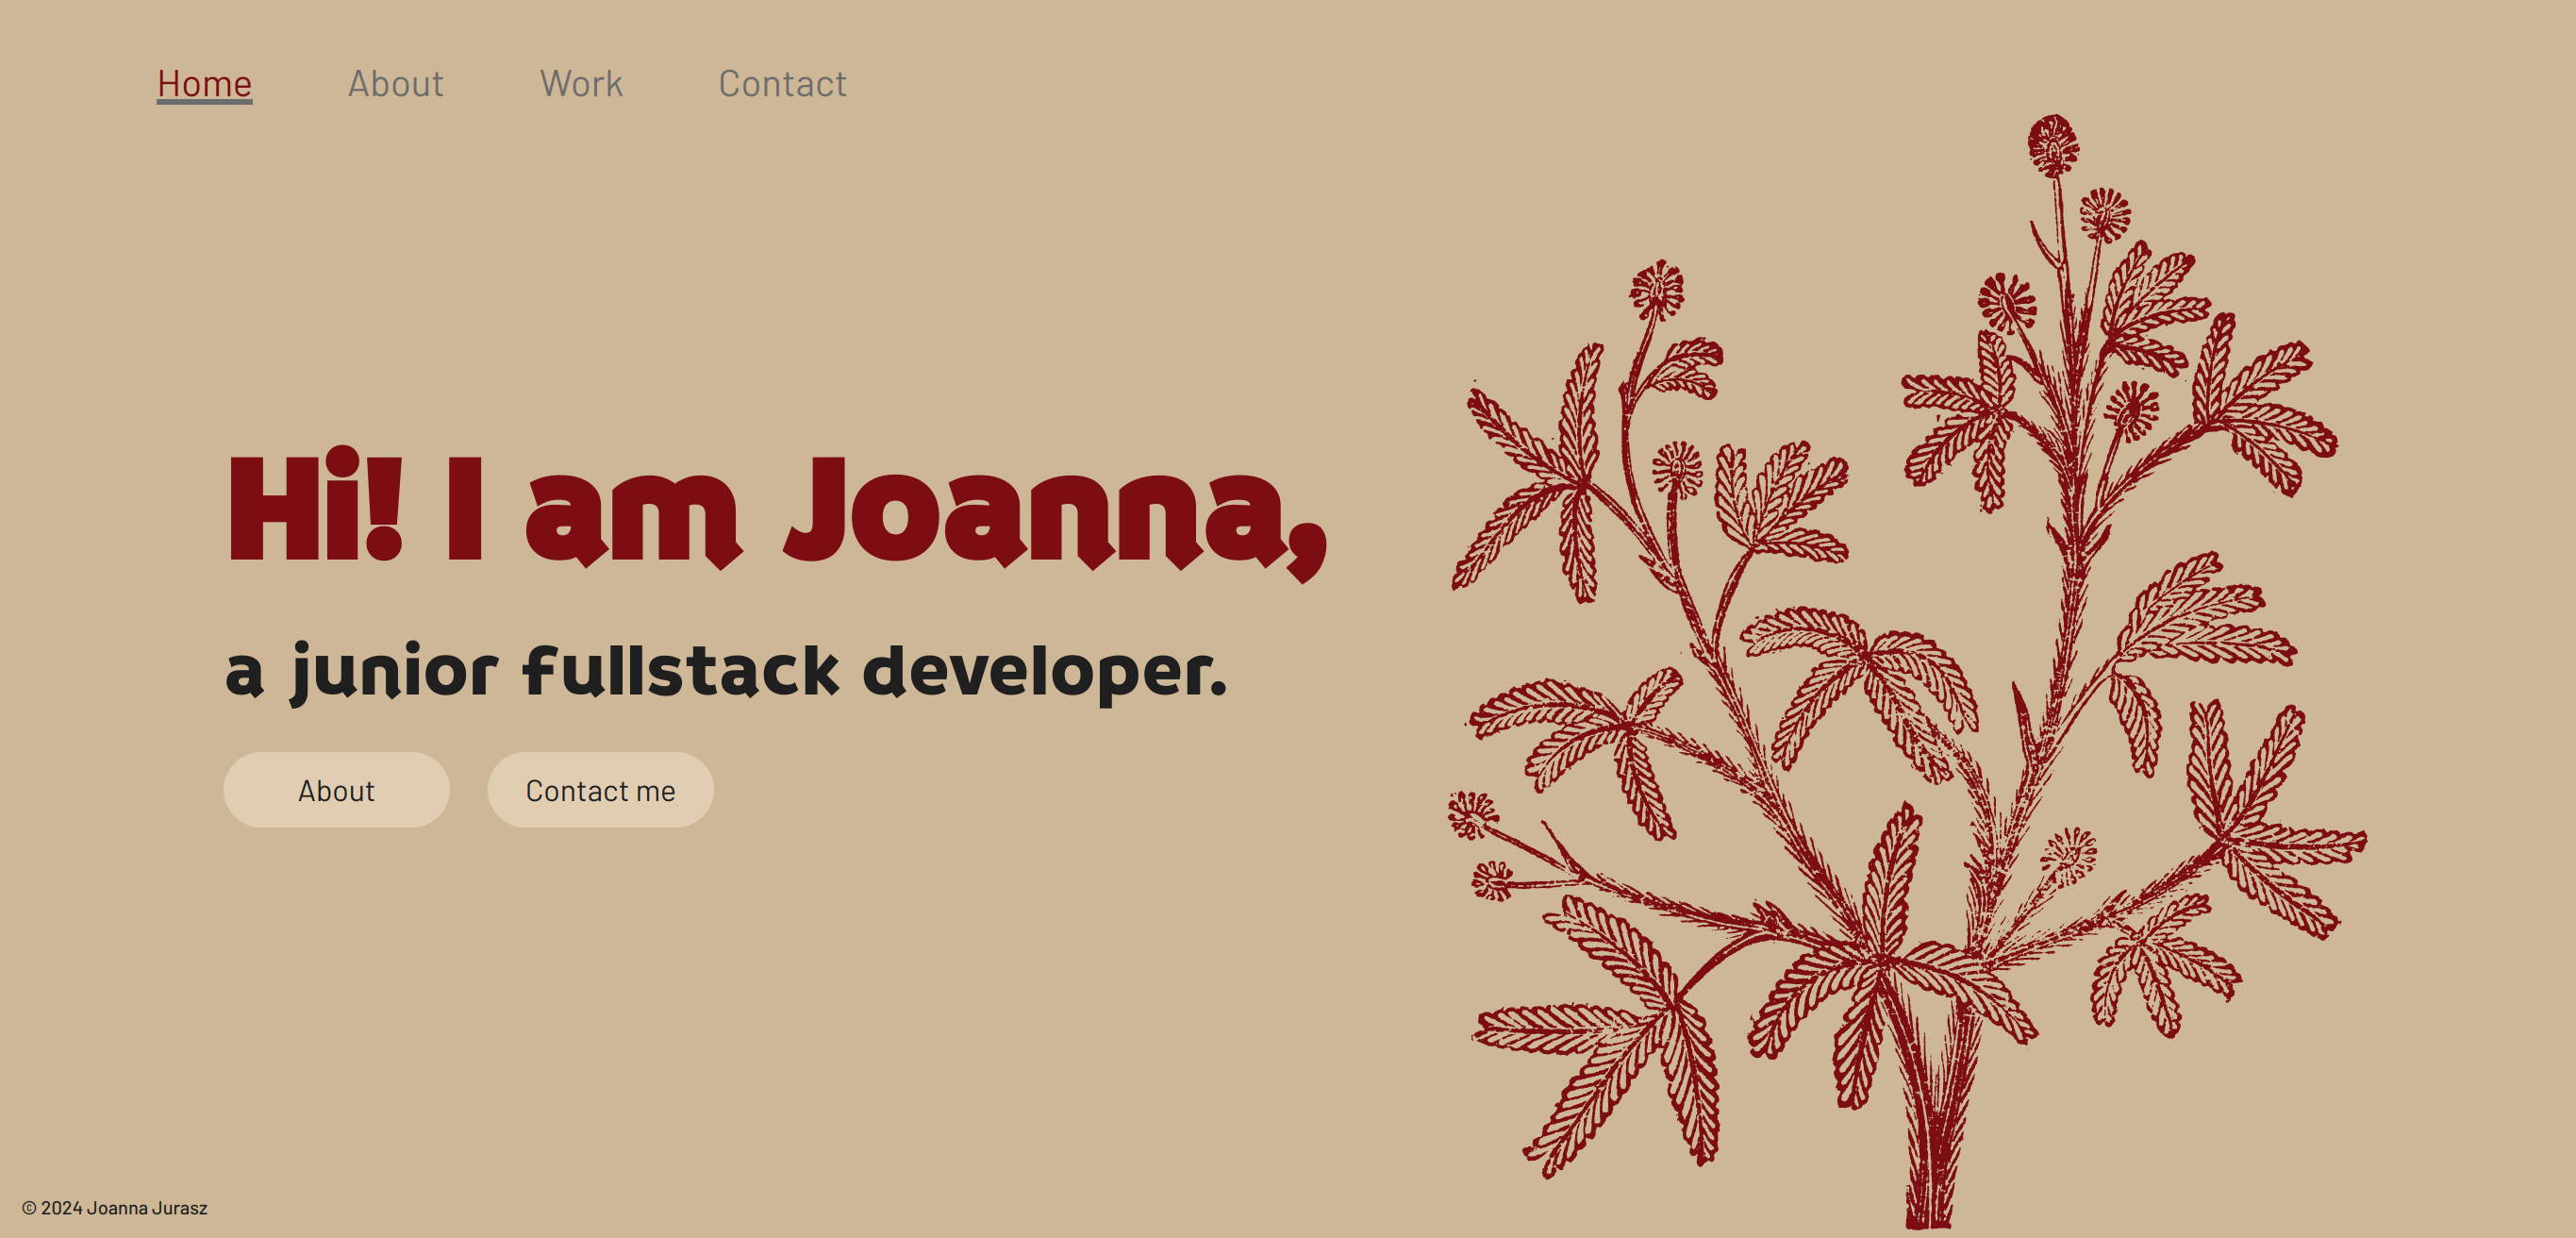 Home About Work Contact
Hi! I am Joanna,
a junior fullstack developer.
About Contact me
© 2024 Joanna Jurasz